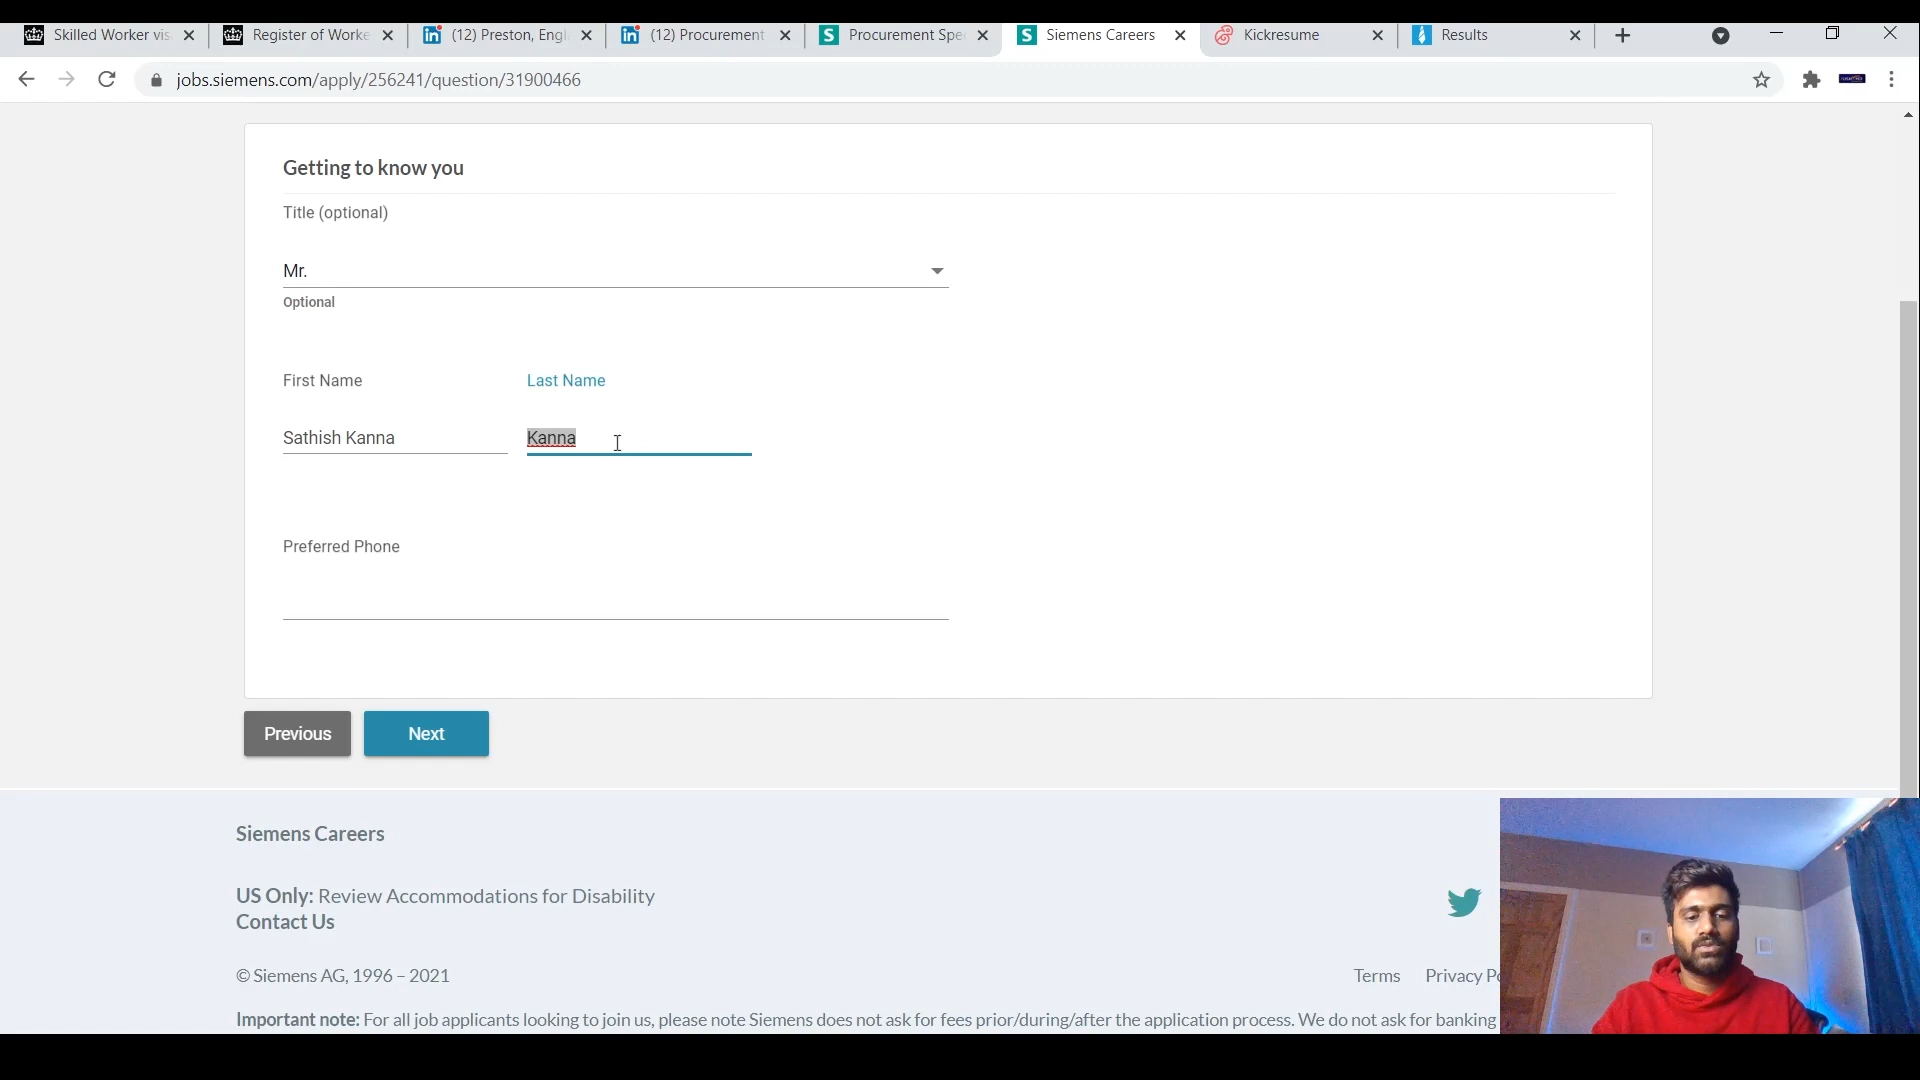 Skilled Worker vis
Register of Worke
(12) Preston, Engl
(12) Procurement
Procurement Spe
Siemens Careers
Kickresume
Results
jobs.siemens.com/apply/256241/question/31900466
Getting to know you
Title (optional)
Mr.
Optional
First Name
Last Name
Sathish Kanna
Kanna
Preferred Phone
Previous
Next
Siemens Careers
US Only: Review Accommodations for Disability
Contact Us
© Siemens AG, 1996 – 2021
Terms
Privacy Po
Important note: For all job applicants looking to join us, please note Siemens does not ask for fees prior/during/after the application process. We do not ask for banking